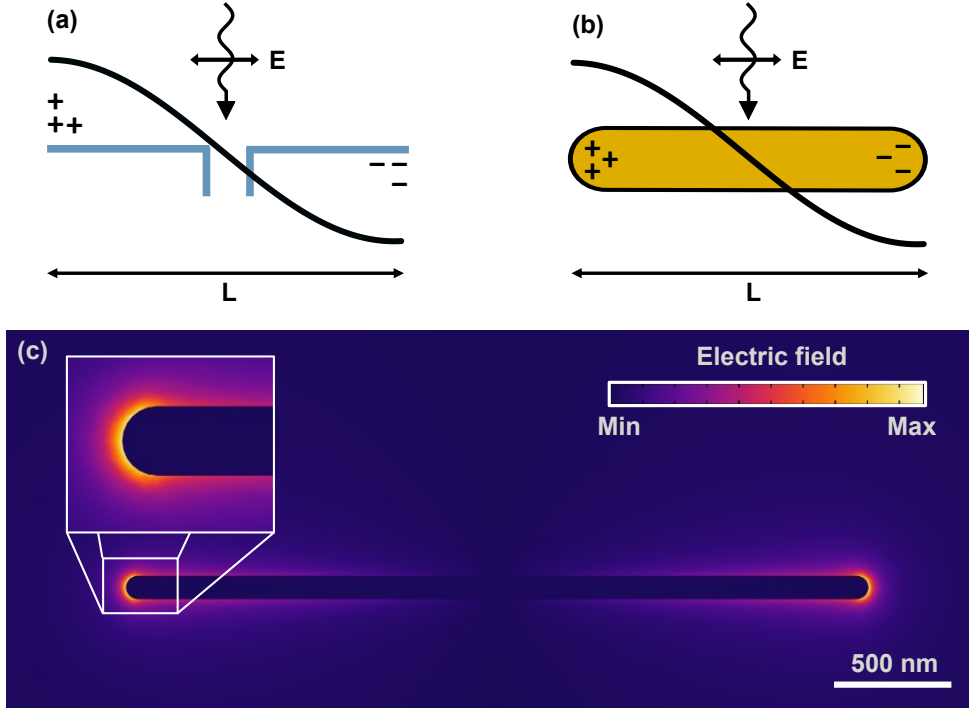 (a)
E
+
++
− −
−
L
(b)
E
+
+
+
−
−
−
L
(c)
Electric field
Min Max
500 nm